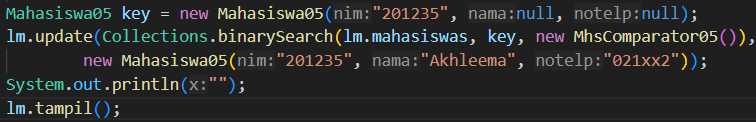 Mahasiswa05 key = new Mahasiswa05(nim:"201235", nama:null, notelp:null);
lm.update(Collections.binarySearch(lm.mahasiswas, key, new MhsComparator05()),
new Mahasiswa05(nim:"201235", nama:"Akhleema", notelp:"021xx2"));
System.out.println(x:"");
lm.tampil();